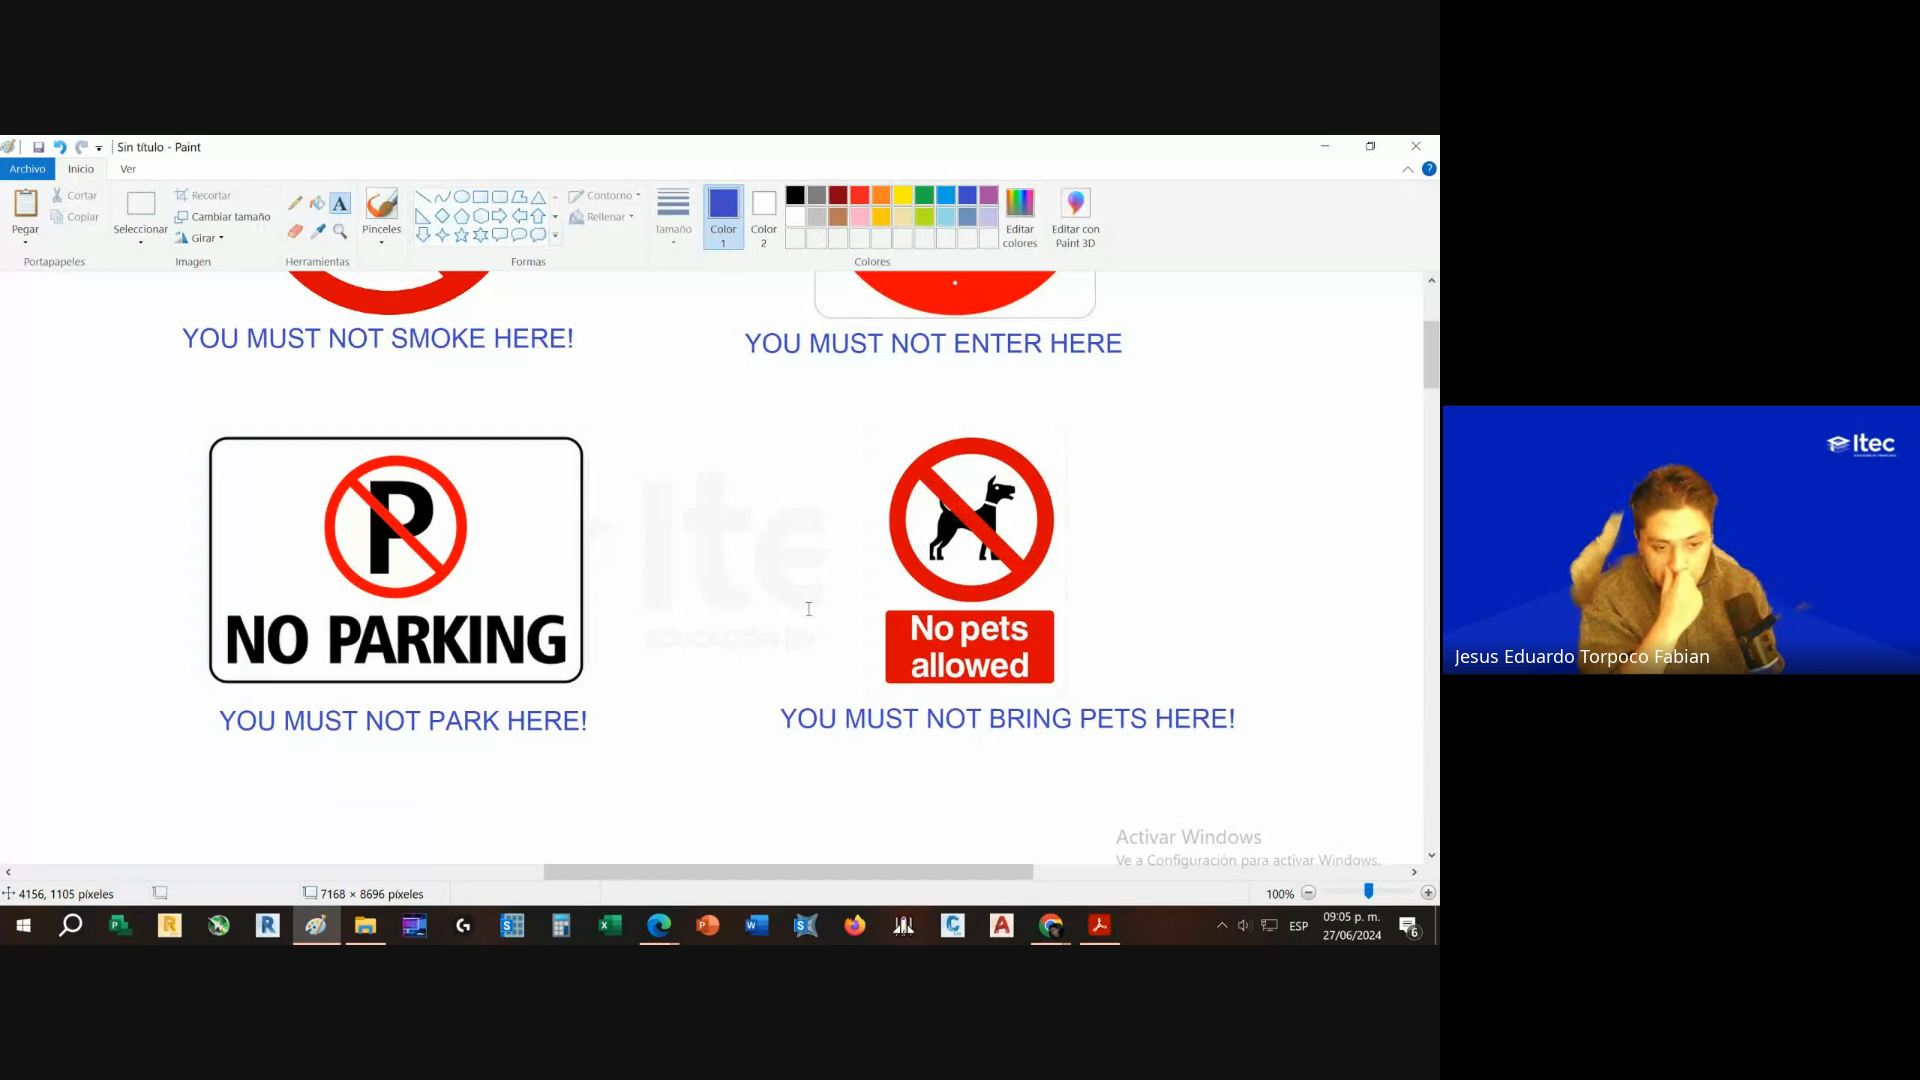 Sin título - Paint
Archivo
Inicio
Ver
Pegar
Cortar
Copiar
Portapapeles
Seleccionar
Recortar
Cambiar tamaño
Girar
Imagen
A
Herramientas
Pinceles
Contorno
Rellenar
Formas
Tamaño
Color
1
Color
2
Editar
colores
Editar con
Paint 3D
Colores
YOU MUST NOT SMOKE HERE!
YOU MUST NOT ENTER HERE
P
NO PARKING
Itec
No pets
allowed
YOU MUST NOT PARK HERE!
YOU MUST NOT BRING PETS HERE!
Activar Windows
Ve a Configuración para activar Windows.
4156, 1105 píxeles
7168 × 8696 píxeles
100%
ESP
09:05 p. m.
27/06/2024
6
Itec
Jesus Eduardo Torpoco Fabian